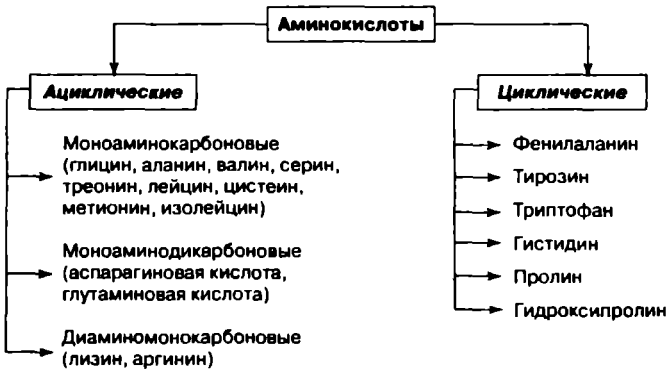 Аминокислоты
Ациклические
Моноаминокарбоновые
(глицин, аланин, валин, серин,
треонин, лейцин, цистеин,
метионин, изолейцин)
Моноаминодикарбоновые
(аспарагиновая кислота,
глутаминовая кислота)
Диаминомонокарбоновые
(лизин, аргинин)
Циклические
Фенилаланин
Тирозин
Триптофан
Гистидин
Пролин
Гидроксипролин